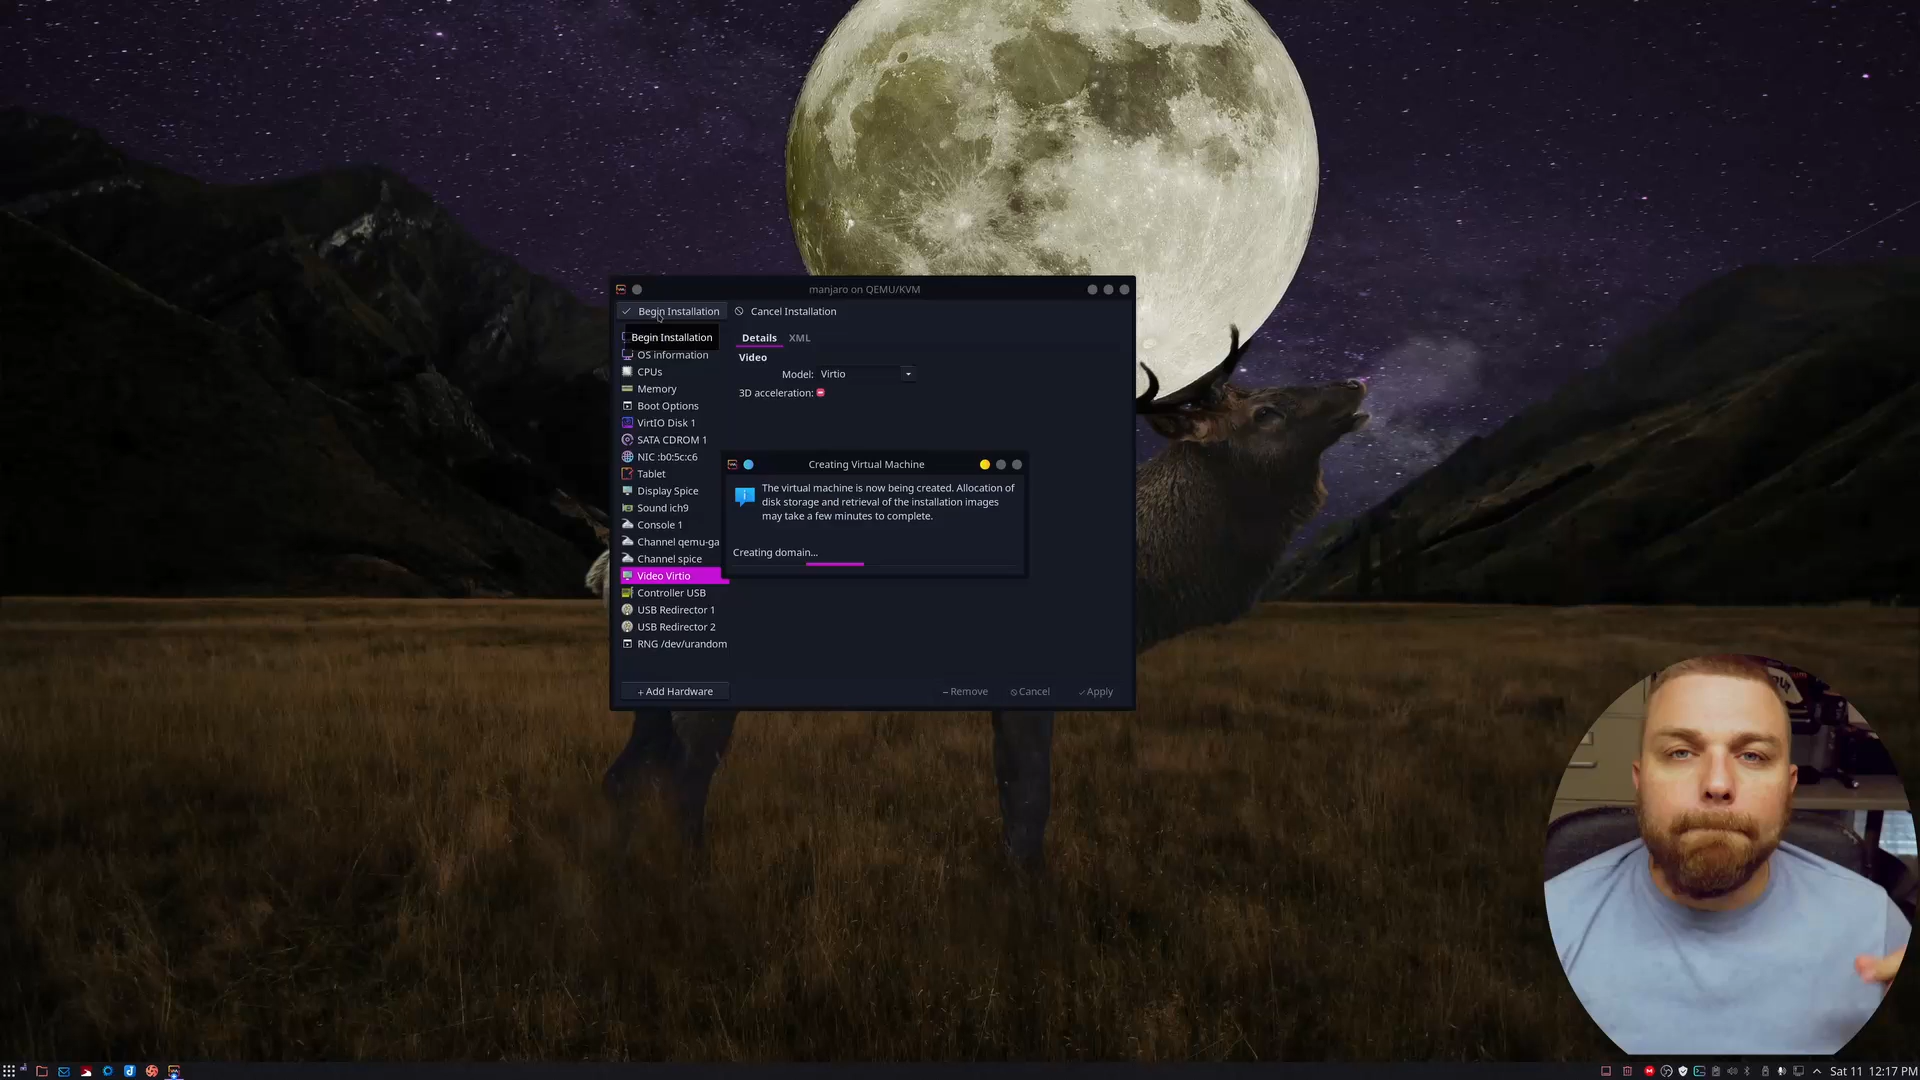 manjaro on QEMU/KVM
Begin Installation
Cancel Installation
Begin Installation
Details
XML
OS information
Video
CPUs
Model:
Virtio
Memory
3D acceleration:
Boot Options
VirtIO Disk 1
SATA CDROM 1
NIC :b0:5c:c6
Tablet
Display Spice
Sound ich9
Console 1
Channel qemu-ga
Channel spice
Video Virtio
Controller USB
USB Redirector 1
USB Redirector 2
RNG /dev/urandom
Creating Virtual Machine
The virtual machine is now being created. Allocation of
disk storage and retrieval of the installation images
may take a few minutes to complete.
Creating domain...
+ Add Hardware
Remove
Cancel
Apply
Sat 11
12:17 PM